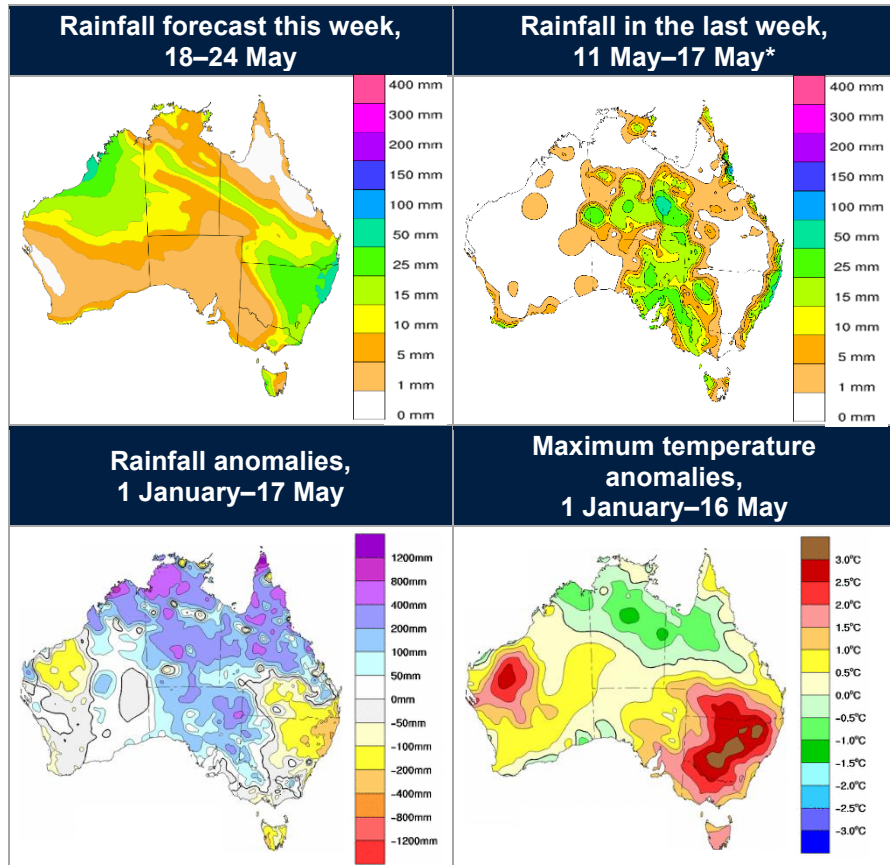 Rainfall forecast this week,
18–24 May
Rainfall in the last week,
11 May–17 May*
400 mm
300 mm
200 mm
150 mm
100 mm
50 mm
25 mm
15 mm
10 mm
5 mm
1 mm
0 mm
400 mm
300 mm
200 mm
150 mm
100 mm
50 mm
25 mm
15 mm
10 mm
5 mm
1 mm
0 mm
Rainfall anomalies,
1 January–17 May
Maximum temperature
anomalies,
1 January–16 May
1200mm
800mm
400mm
200mm
100mm
50mm
0mm
-50mm
-100mm
-200mm
-400mm
-800mm
-1200mm
3.0°C
2.5°C
2.0°C
1.5°C
1.0°C
0.5°C
0.0°C
-0.5°C
-1.0°C
-1.5°C
-2.0°C
-2.5°C
-3.0°C